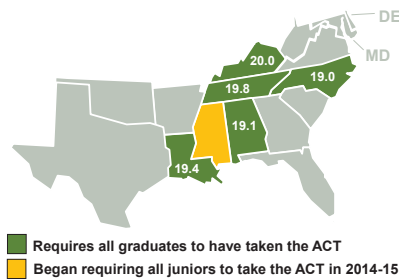 DE
MD
20.0
19.8
19.0
19.1
19.4
Requires all graduates to have taken the ACT
Began requiring all juniors to take the ACT in 2014-15